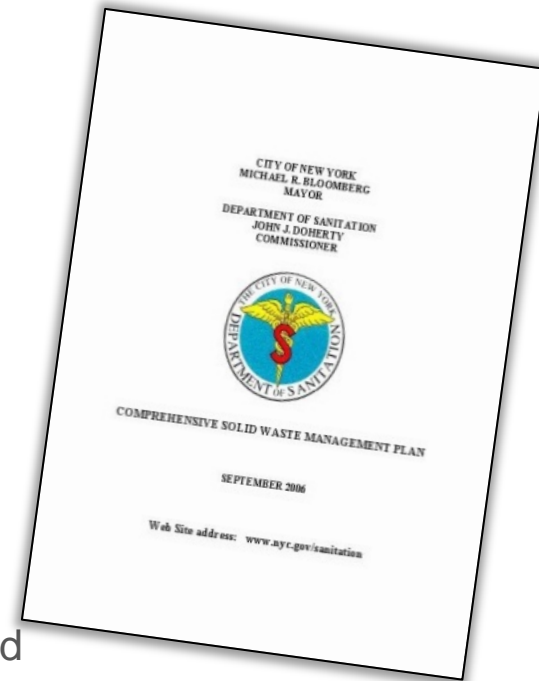 CITY OF NEW YORK
MICHAEL R. BLOOMBERG
MAYOR
DEPARTMENT OF SANITATION
JOHN J. DOHERTY
COMMISSIONER
THE CITY OF NEW YORK
DEPARTMENT OF SANITATION
S
COMPREHENSIVE SOLID WASTE MANAGEMENT PLAN
SEPTEMBER 2006
Web Site address: www.nyc.gov/sanitation
d